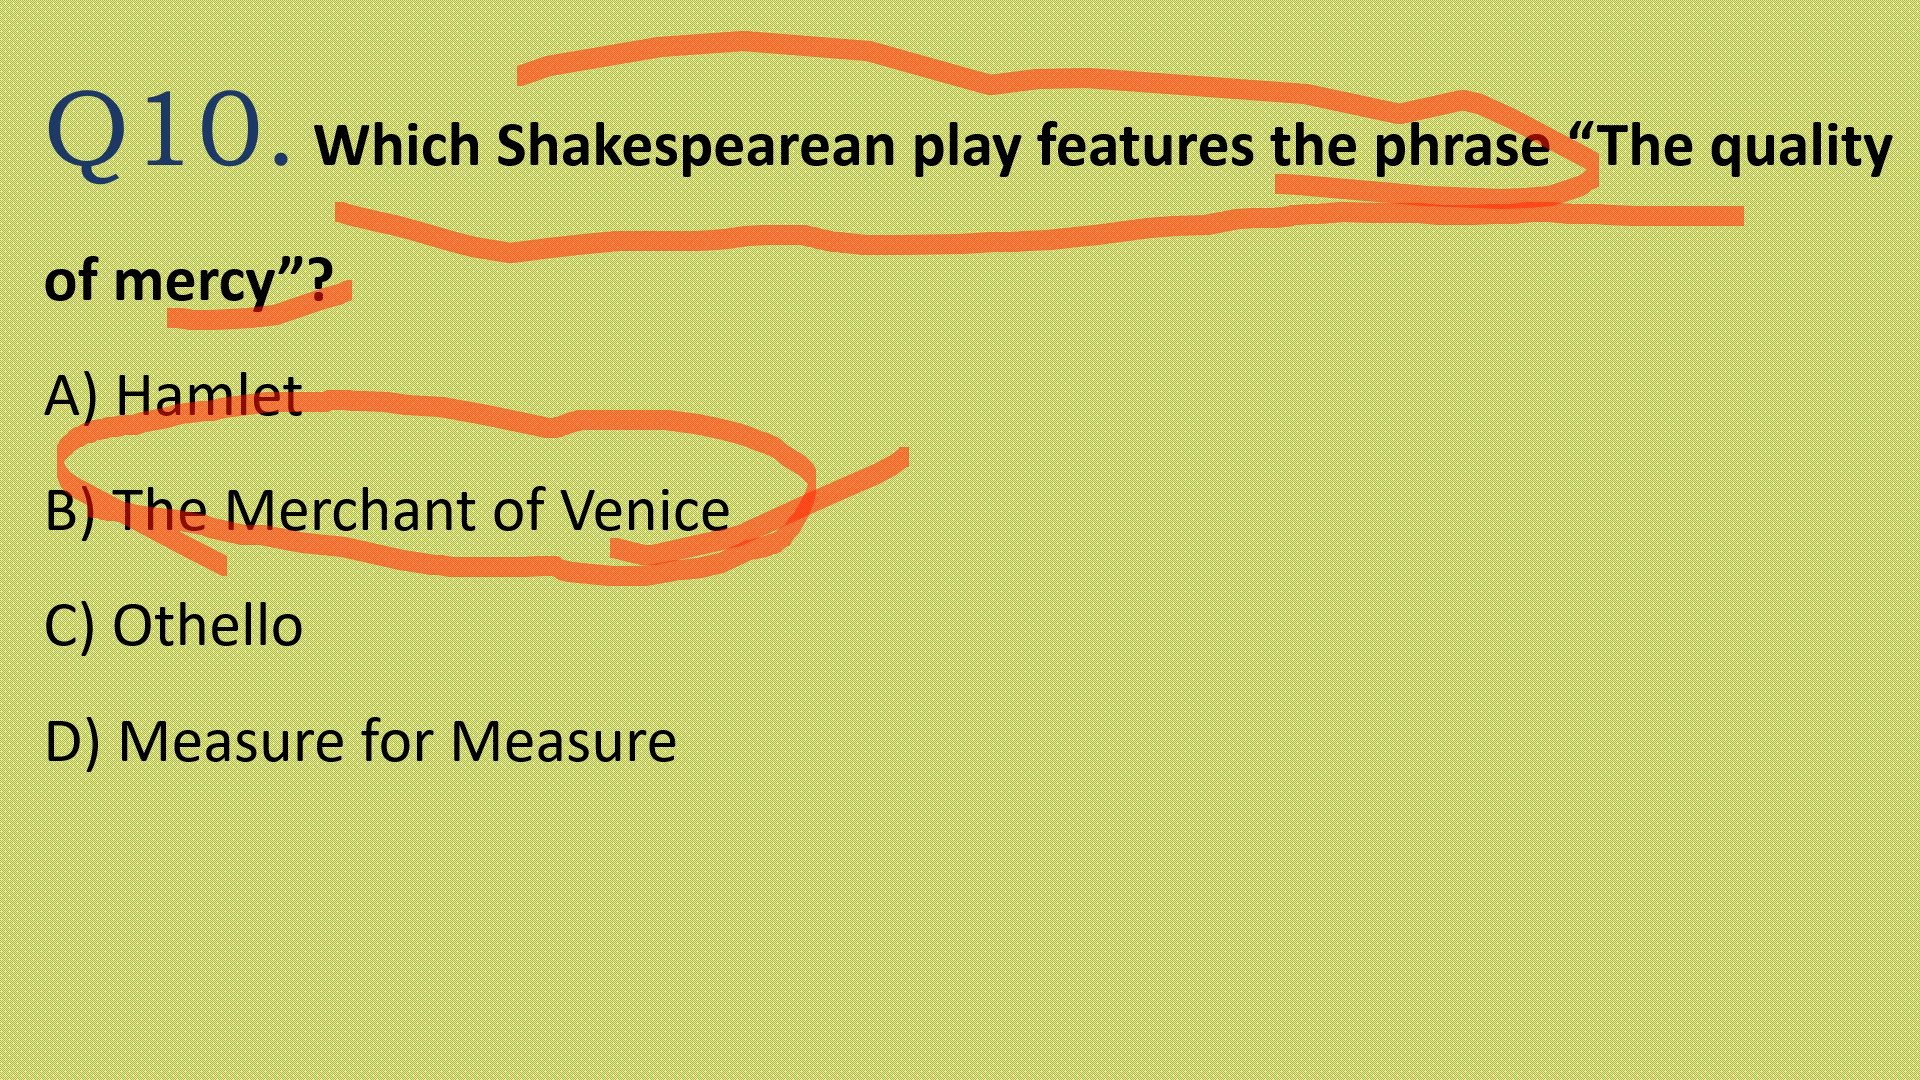 Q10. Which Shakespearean play features the phrase “The quality
of mercy”?
A) Hamlet
B) The Merchant of Venice
C) Othello
D) Measure for Measure